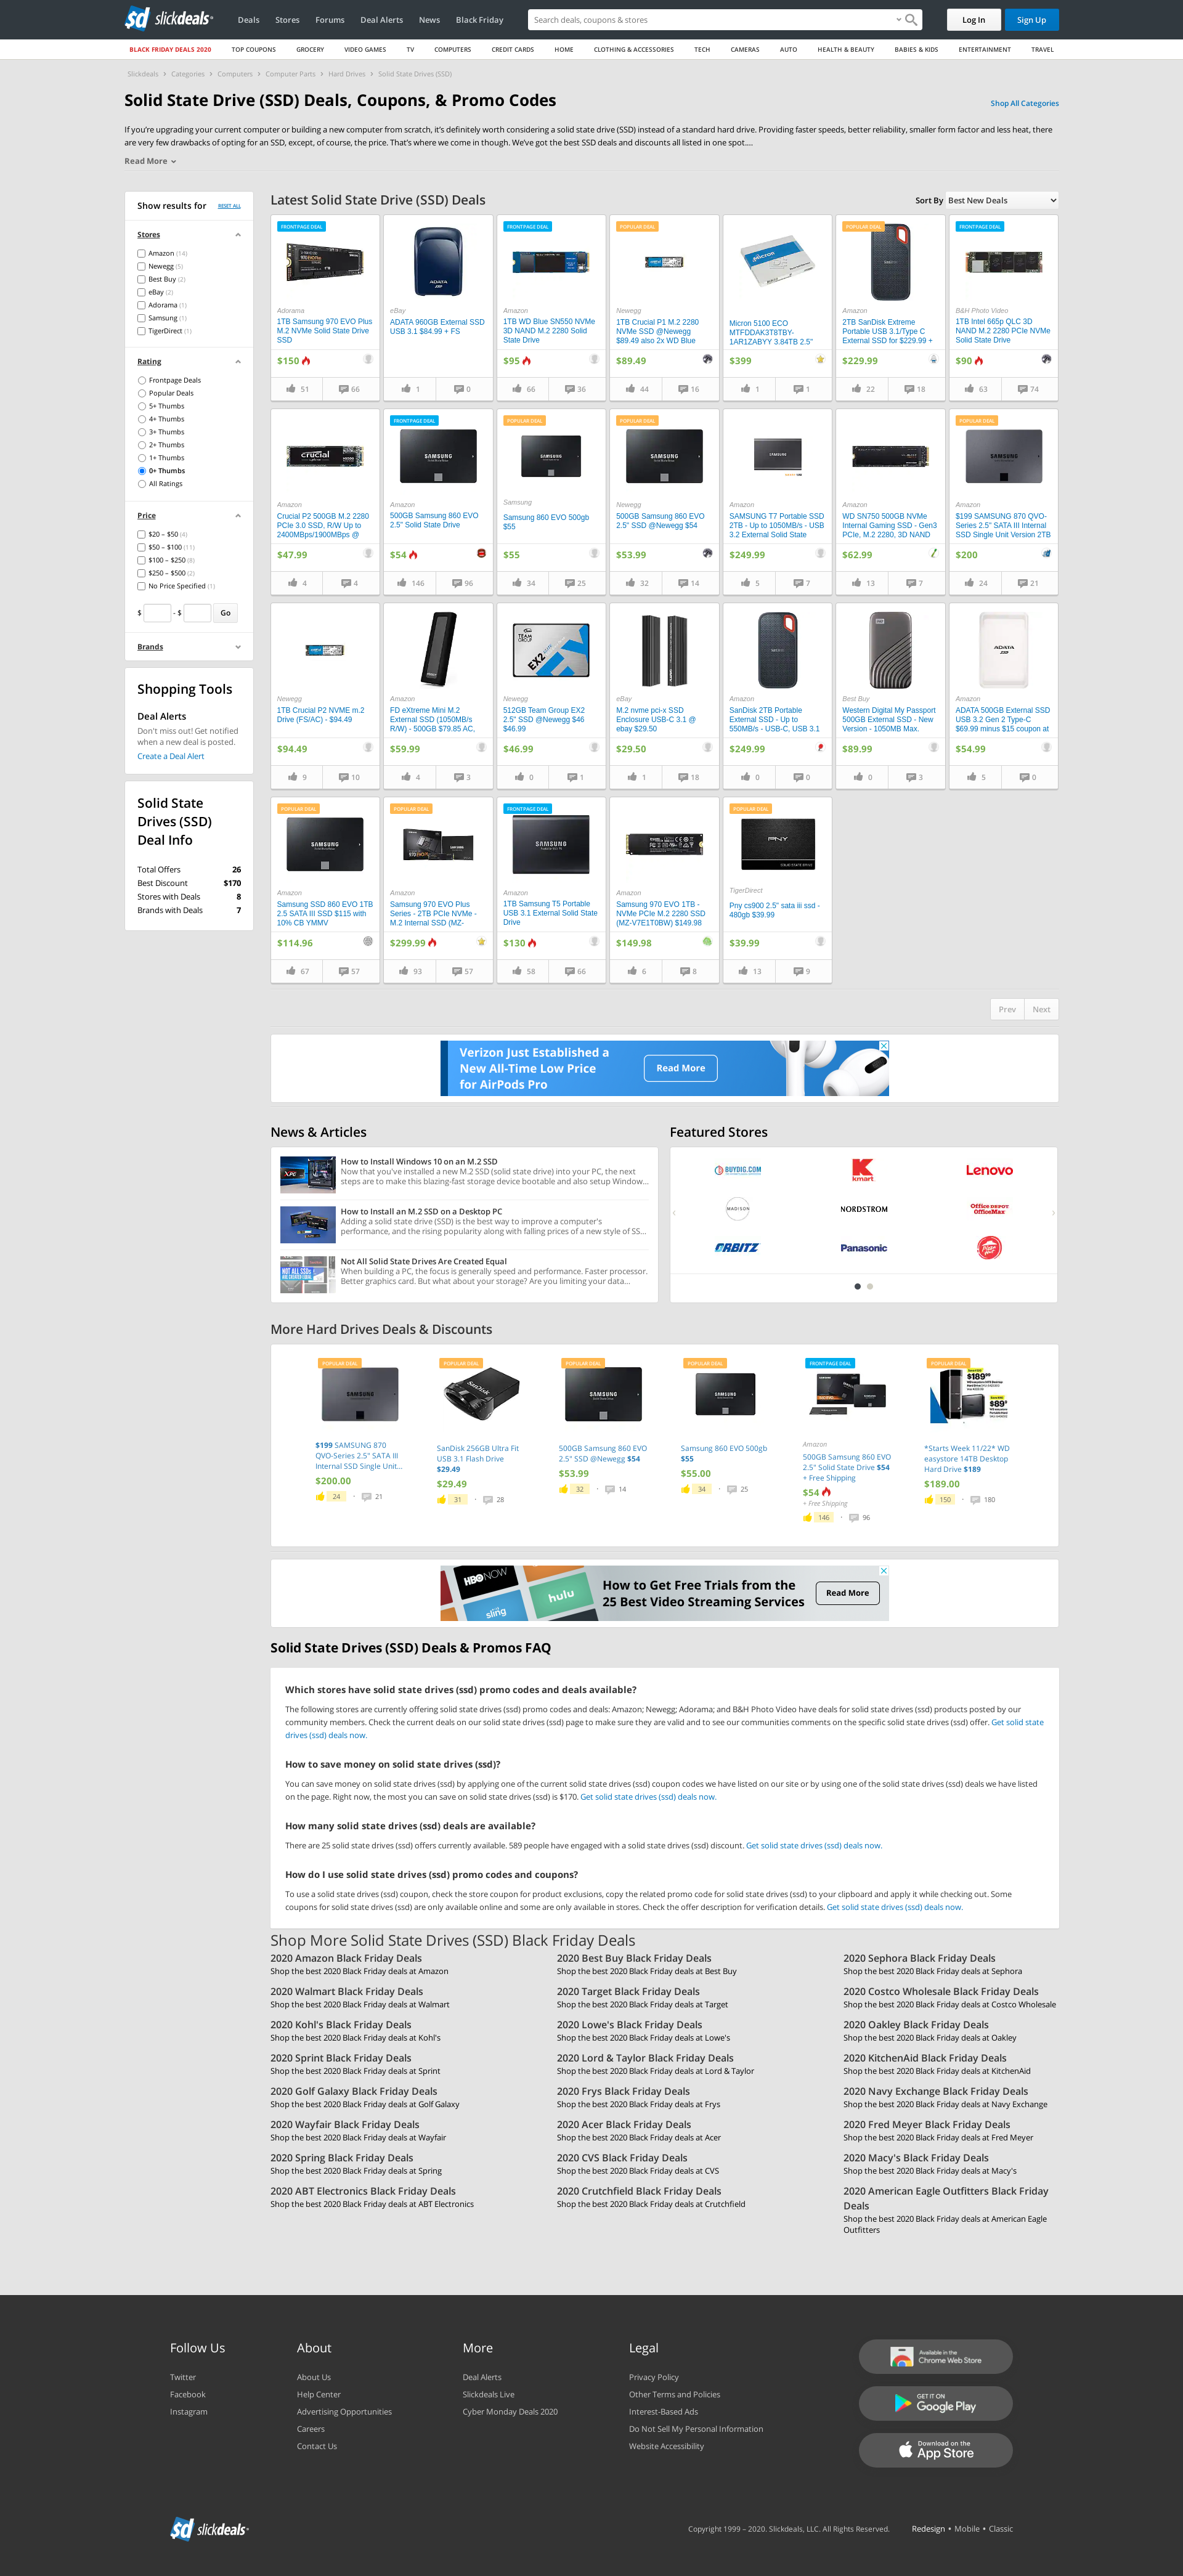 slickdeals
Deals Stores Forums Deal Alerts News Black Friday
Search deals, coupons & stores
Log In
Sign Up
BLACK FRIDAY DEALS 2020 TOP COUPONS GROCERY VIDEO GAMES TV COMPUTERS CREDIT CARDS HOME CLOTHING & ACCESSORIES TECH CAMERAS AUTO HEALTH & BEAUTY BABIES & KIDS ENTERTAINMENT TRAVEL
Slickdeals > Categories > Computers > Computer Parts > Hard Drives > Solid State Drives (SSD)
Solid State Drive (SSD) Deals, Coupons, & Promo Codes
Shop All Categories
If you're upgrading your current computer or building a new computer from scratch, it's definitely worth considering a solid state drive (SSD) instead of a standard hard drive. Providing faster speeds, better reliability, smaller form factor and less heat, there
are very few drawbacks of opting for an SSD, except, of course, the price. That's where we come in though. We've got the best SSD deals and discounts all listed in one spot....
Read More
Show results for
RESET ALL
Stores
Amazon (14)
Newegg (5)
Best Buy (2)
eBay (2)
Adorama (1)
Samsung (1)
TigerDirect (1)
Rating
Frontpage Deals
Popular Deals
5+ Thumbs
4+ Thumbs
3+ Thumbs
2+ Thumbs
1+ Thumbs
0+ Thumbs
All Ratings
Price
$20 – $50 (4)
$50 – $100 (11)
$100 – $250 (8)
$250 – $500 (2)
No Price Specified (1)
$ - $ Go
Brands
Shopping Tools
Deal Alerts
Don't miss out! Get notified
when a new deal is posted.
Create a Deal Alert
Solid State
Drives (SSD)
Deal Info
Total Offers 26
Best Discount $170
Stores with Deals 8
Brands with Deals 7
Latest Solid State Drive (SSD) Deals
Sort By Best New Deals
FRONTPAGE DEAL
Adorama
1TB Samsung 970 EVO Plus
M.2 NVMe Solid State Drive
SSD
$150
51 66
ADATA
eBay
ADATA 960GB External SSD
USB 3.1 $84.99 + FS
1 0
FRONTPAGE DEAL
Amazon
1TB WD Blue SN550 NVMe
3D NAND M.2 2280 Solid
State Drive
$95
66 36
POPULAR DEAL
Newegg
1TB Crucial P1 M.2 2280
NVMe SSD @Newegg
$89.49 also 2x WD Blue
$89.49
44 16
Micron
Micron 5100 ECO
MTFDDAK3T8TBY-
1AR1ZABYY 3.84TB 2.5"
$399
1 1
POPULAR DEAL
Amazon
2TB SanDisk Extreme
Portable USB 3.1/Type C
External SSD for $229.99 +
$229.99
22 18
FRONTPAGE DEAL
B&H Photo Video
1TB Intel 665p QLC 3D
NAND M.2 2280 PCIe NVMe
Solid State Drive
$90
63 74
crucial
Amazon
Crucial P2 500GB M.2 2280
PCIe 3.0 SSD, R/W Up to
2400MBps/1900MBps @
$47.99
4 4
FRONTPAGE DEAL
SAMSUNG
Amazon
500GB Samsung 860 EVO
2.5" Solid State Drive
$54
146 96
POPULAR DEAL
SAMSUNG
Samsung
Samsung 860 EVO 500gb
$55
$55
34 25
POPULAR DEAL
SAMSUNG
Newegg
500GB Samsung 860 EVO
2.5" SSD @Newegg $54
$53.99
32 14
SAMSUNG
Amazon
SAMSUNG T7 Portable SSD
2TB - Up to 1050MB/s - USB
3.2 External Solid State
$249.99
5 7
Amazon
WD SN750 500GB NVMe
Internal Gaming SSD - Gen3
PCIe, M.2 2280, 3D NAND
$62.99
13 7
POPULAR DEAL
SAMSUNG
Amazon
$199 SAMSUNG 870 QVO-
Series 2.5" SATA III Internal
SSD Single Unit Version 2TB
$200
24 21
Newegg
1TB Crucial P2 NVME m.2
Drive (FS/AC) - $94.49
$94.49
9 10
Amazon
FD eXtreme Mini M.2
External SSD (1050MB/s
R/W) - 500GB $79.85 AC,
$59.99
4 3
TEAM
GROUP
EX2
Newegg
512GB Team Group EX2
2.5" SSD @Newegg $46
$46.99
$46.99
0 1
eBay
M.2 nvme pci-x SSD
Enclosure USB-C 3.1 @
ebay $29.50
$29.50
1 18
Amazon
SanDisk 2TB Portable
External SSD - Up to
550MB/s - USB-C, USB 3.1
$249.99
0 0
WD
Best Buy
Western Digital My Passport
500GB External SSD - New
Version - 1050MB Max.
$89.99
0 3
ADATA
Amazon
ADATA 500GB External SSD
USB 3.2 Gen 2 Type-C
$69.99 minus $15 coupon at
$54.99
5 0
POPULAR DEAL
SAMSUNG
Amazon
Samsung SSD 860 EVO 1TB
2.5 SATA III SSD $115 with
10% CB YMMV
$114.96
67 57
POPULAR DEAL
Amazon
Samsung 970 EVO Plus
Series - 2TB PCIe NVMe -
M.2 Internal SSD (MZ-
$299.99
93 57
FRONTPAGE DEAL
SAMSUNG
Amazon
1TB Samsung T5 Portable
USB 3.1 External Solid State
Drive
$130
58 66
Amazon
Samsung 970 EVO 1TB -
NVMe PCIe M.2 2280 SSD
(MZ-V7E1T0BW) $149.98
$149.98
6 8
POPULAR DEAL
PNY
TigerDirect
Pny cs900 2.5" sata iii ssd -
480gb $39.99
$39.99
13 9
Prev Next
Verizon Just Established a
New All-Time Low Price
for AirPods Pro
Read More
News & Articles
How to Install Windows 10 on an M.2 SSD
Now that you've installed a new M.2 SSD (solid state drive) into your PC, the next
steps are to make this blazing-fast storage device bootable and also setup Window...
How to Install an M.2 SSD on a Desktop PC
Adding a solid state drive (SSD) is the best way to improve a computer's
performance, and the rising popularity along with falling prices of a new style of SS...
Not All Solid State Drives Are Created Equal
When building a PC, the focus is generally speed and performance. Faster processor.
Better graphics card. But what about your storage? Are you limiting your data...
Featured Stores
BUYDIG.COM
kmart
Lenovo
MADISON
NORDSTROM
Office DEPOT
OfficeMax
ORBITZ
Panasonic
Pizza Hut
More Hard Drives Deals & Discounts
POPULAR DEAL
SAMSUNG
$199 SAMSUNG 870
QVO-Series 2.5" SATA III
Internal SSD Single Unit...
$200.00
24 · 21
POPULAR DEAL
SanDisk
SanDisk 256GB Ultra Fit
USB 3.1 Flash Drive
$29.49
$29.49
31 · 28
POPULAR DEAL
SAMSUNG
500GB Samsung 860 EVO
2.5" SSD @Newegg $54
$53.99
32 · 14
POPULAR DEAL
SAMSUNG
Samsung 860 EVO 500gb
$55
$55.00
34 · 25
FRONTPAGE DEAL
Amazon
500GB Samsung 860 EVO
2.5" Solid State Drive $54
+ Free Shipping
$54
+ Free Shipping
146 · 96
POPULAR DEAL
$189.99
$89
*Starts Week 11/22* WD
easystore 14TB Desktop
Hard Drive $189
$189.00
150 · 180
HBO NOW
sling
hulu
How to Get Free Trials from the
25 Best Video Streaming Services
Read More
Solid State Drives (SSD) Deals & Promos FAQ
Which stores have solid state drives (ssd) promo codes and deals available?
The following stores are currently offering solid state drives (ssd) promo codes and deals: Amazon; Newegg; Adorama; and B&H Photo Video have deals for solid state drives (ssd) products posted by our
community members. Check the current deals on our solid state drives (ssd) page to make sure they are valid and to see our communities comments on the specific solid state drives (ssd) offer. Get solid state
drives (ssd) deals now.
How to save money on solid state drives (ssd)?
You can save money on solid state drives (ssd) by applying one of the current solid state drives (ssd) coupon codes we have listed on our site or by using one of the solid state drives (ssd) deals we have listed
on the page. Right now, the most you can save on solid state drives (ssd) is $170. Get solid state drives (ssd) deals now.
How many solid state drives (ssd) deals are available?
There are 25 solid state drives (ssd) offers currently available. 589 people have engaged with a solid state drives (ssd) discount. Get solid state drives (ssd) deals now.
How do I use solid state drives (ssd) promo codes and coupons?
To use a solid state drives (ssd) coupon, check the store coupon for product exclusions, copy the related promo code for solid state drives (ssd) to your clipboard and apply it while checking out. Some
coupons for solid state drives (ssd) are only available online and some are only available in stores. Check the offer description for verification details. Get solid state drives (ssd) deals now.
Shop More Solid State Drives (SSD) Black Friday Deals
2020 Amazon Black Friday Deals
Shop the best 2020 Black Friday deals at Amazon
2020 Best Buy Black Friday Deals
Shop the best 2020 Black Friday deals at Best Buy
2020 Sephora Black Friday Deals
Shop the best 2020 Black Friday deals at Sephora
2020 Walmart Black Friday Deals
Shop the best 2020 Black Friday deals at Walmart
2020 Target Black Friday Deals
Shop the best 2020 Black Friday deals at Target
2020 Costco Wholesale Black Friday Deals
Shop the best 2020 Black Friday deals at Costco Wholesale
2020 Kohl's Black Friday Deals
Shop the best 2020 Black Friday deals at Kohl's
2020 Lowe's Black Friday Deals
Shop the best 2020 Black Friday deals at Lowe's
2020 Oakley Black Friday Deals
Shop the best 2020 Black Friday deals at Oakley
2020 Sprint Black Friday Deals
Shop the best 2020 Black Friday deals at Sprint
2020 Lord & Taylor Black Friday Deals
Shop the best 2020 Black Friday deals at Lord & Taylor
2020 KitchenAid Black Friday Deals
Shop the best 2020 Black Friday deals at KitchenAid
2020 Golf Galaxy Black Friday Deals
Shop the best 2020 Black Friday deals at Golf Galaxy
2020 Frys Black Friday Deals
Shop the best 2020 Black Friday deals at Frys
2020 Navy Exchange Black Friday Deals
Shop the best 2020 Black Friday deals at Navy Exchange
2020 Wayfair Black Friday Deals
Shop the best 2020 Black Friday deals at Wayfair
2020 Acer Black Friday Deals
Shop the best 2020 Black Friday deals at Acer
2020 Fred Meyer Black Friday Deals
Shop the best 2020 Black Friday deals at Fred Meyer
2020 Spring Black Friday Deals
Shop the best 2020 Black Friday deals at Spring
2020 CVS Black Friday Deals
Shop the best 2020 Black Friday deals at CVS
2020 Macy's Black Friday Deals
Shop the best 2020 Black Friday deals at Macy's
2020 ABT Electronics Black Friday Deals
Shop the best 2020 Black Friday deals at ABT Electronics
2020 Crutchfield Black Friday Deals
Shop the best 2020 Black Friday deals at Crutchfield
2020 American Eagle Outfitters Black Friday
Deals
Shop the best 2020 Black Friday deals at American Eagle
Outfitters
Follow Us
Twitter
Facebook
Instagram
About
About Us
Help Center
Advertising Opportunities
Careers
Contact Us
More
Deal Alerts
Slickdeals Live
Cyber Monday Deals 2020
Legal
Privacy Policy
Other Terms and Policies
Interest-Based Ads
Do Not Sell My Personal Information
Website Accessibility
Available in the
Chrome Web Store
GET IT ON
Google Play
Download on the
App Store
slickdeals
Copyright 1999 – 2020. Slickdeals, LLC. All Rights Reserved.
Redesign • Mobile • Classic